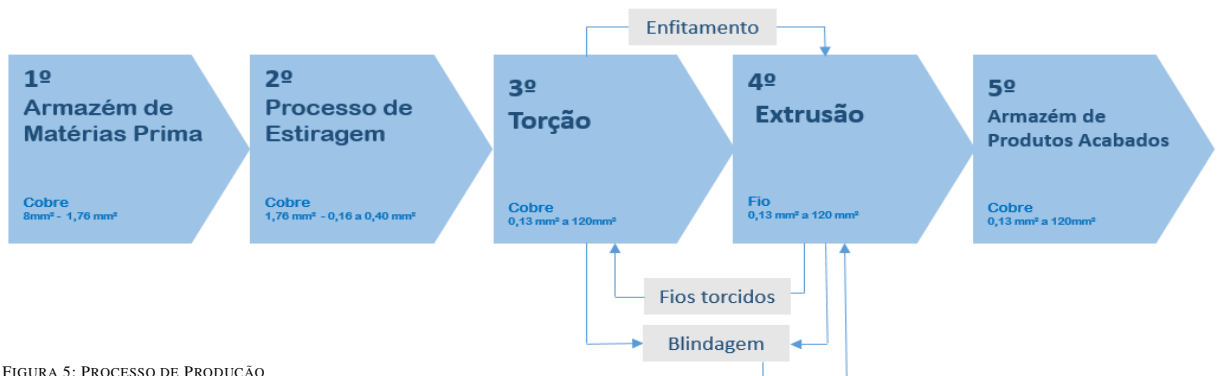 Enfitamento
1º
Armazém de
Matérias Prima
Cobre
8mm² - 1,76 mm²
2º
Processo de
Estiragem
Cobre
1,76 mm² - 0,16 a 0,40 mm²
3º
Torção
Cobre
0,13 mm² a 120mm²
4º
Extrusão
Fio
0,13 mm² a 120 mm²
5º
Armazém de
Produtos Acabados
Cobre
0,13 mm² a 120mm²
Fios torcidos
Blindagem
FIGURA 5: PROCESSO DE PRODUÇÃO